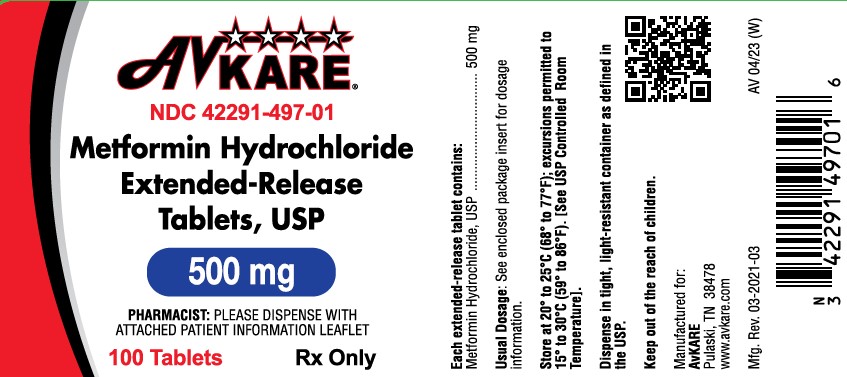 AVKARE®
NDC 42291-497-01
Metformin Hydrochloride
Extended-Release
Tablets, USP
500 mg
PHARMACIST: PLEASE DISPENSE WITH
ATTACHED PATIENT INFORMATION LEAFLET
100 Tablets Rx Only
Each extended-release tablet contains:
Metformin Hydrochloride, USP ................................ 500 mg
Usual Dosage: See enclosed package insert for dosage
information.
Store at 20° to 25°C (68° to 77°F); excursions permitted to
15° to 30°C (59° to 86°F). [See USP Controlled Room
Temperature].
Dispense in tight, light-resistant container as defined in
the USP.
Keep out of the reach of children.
Manufactured for:
AvKARE
Pulaski, TN 38478
www.avkare.com
Mfg. Rev. 03-2021-03 AV 04/23 (W)
N
3 42291 49701 6